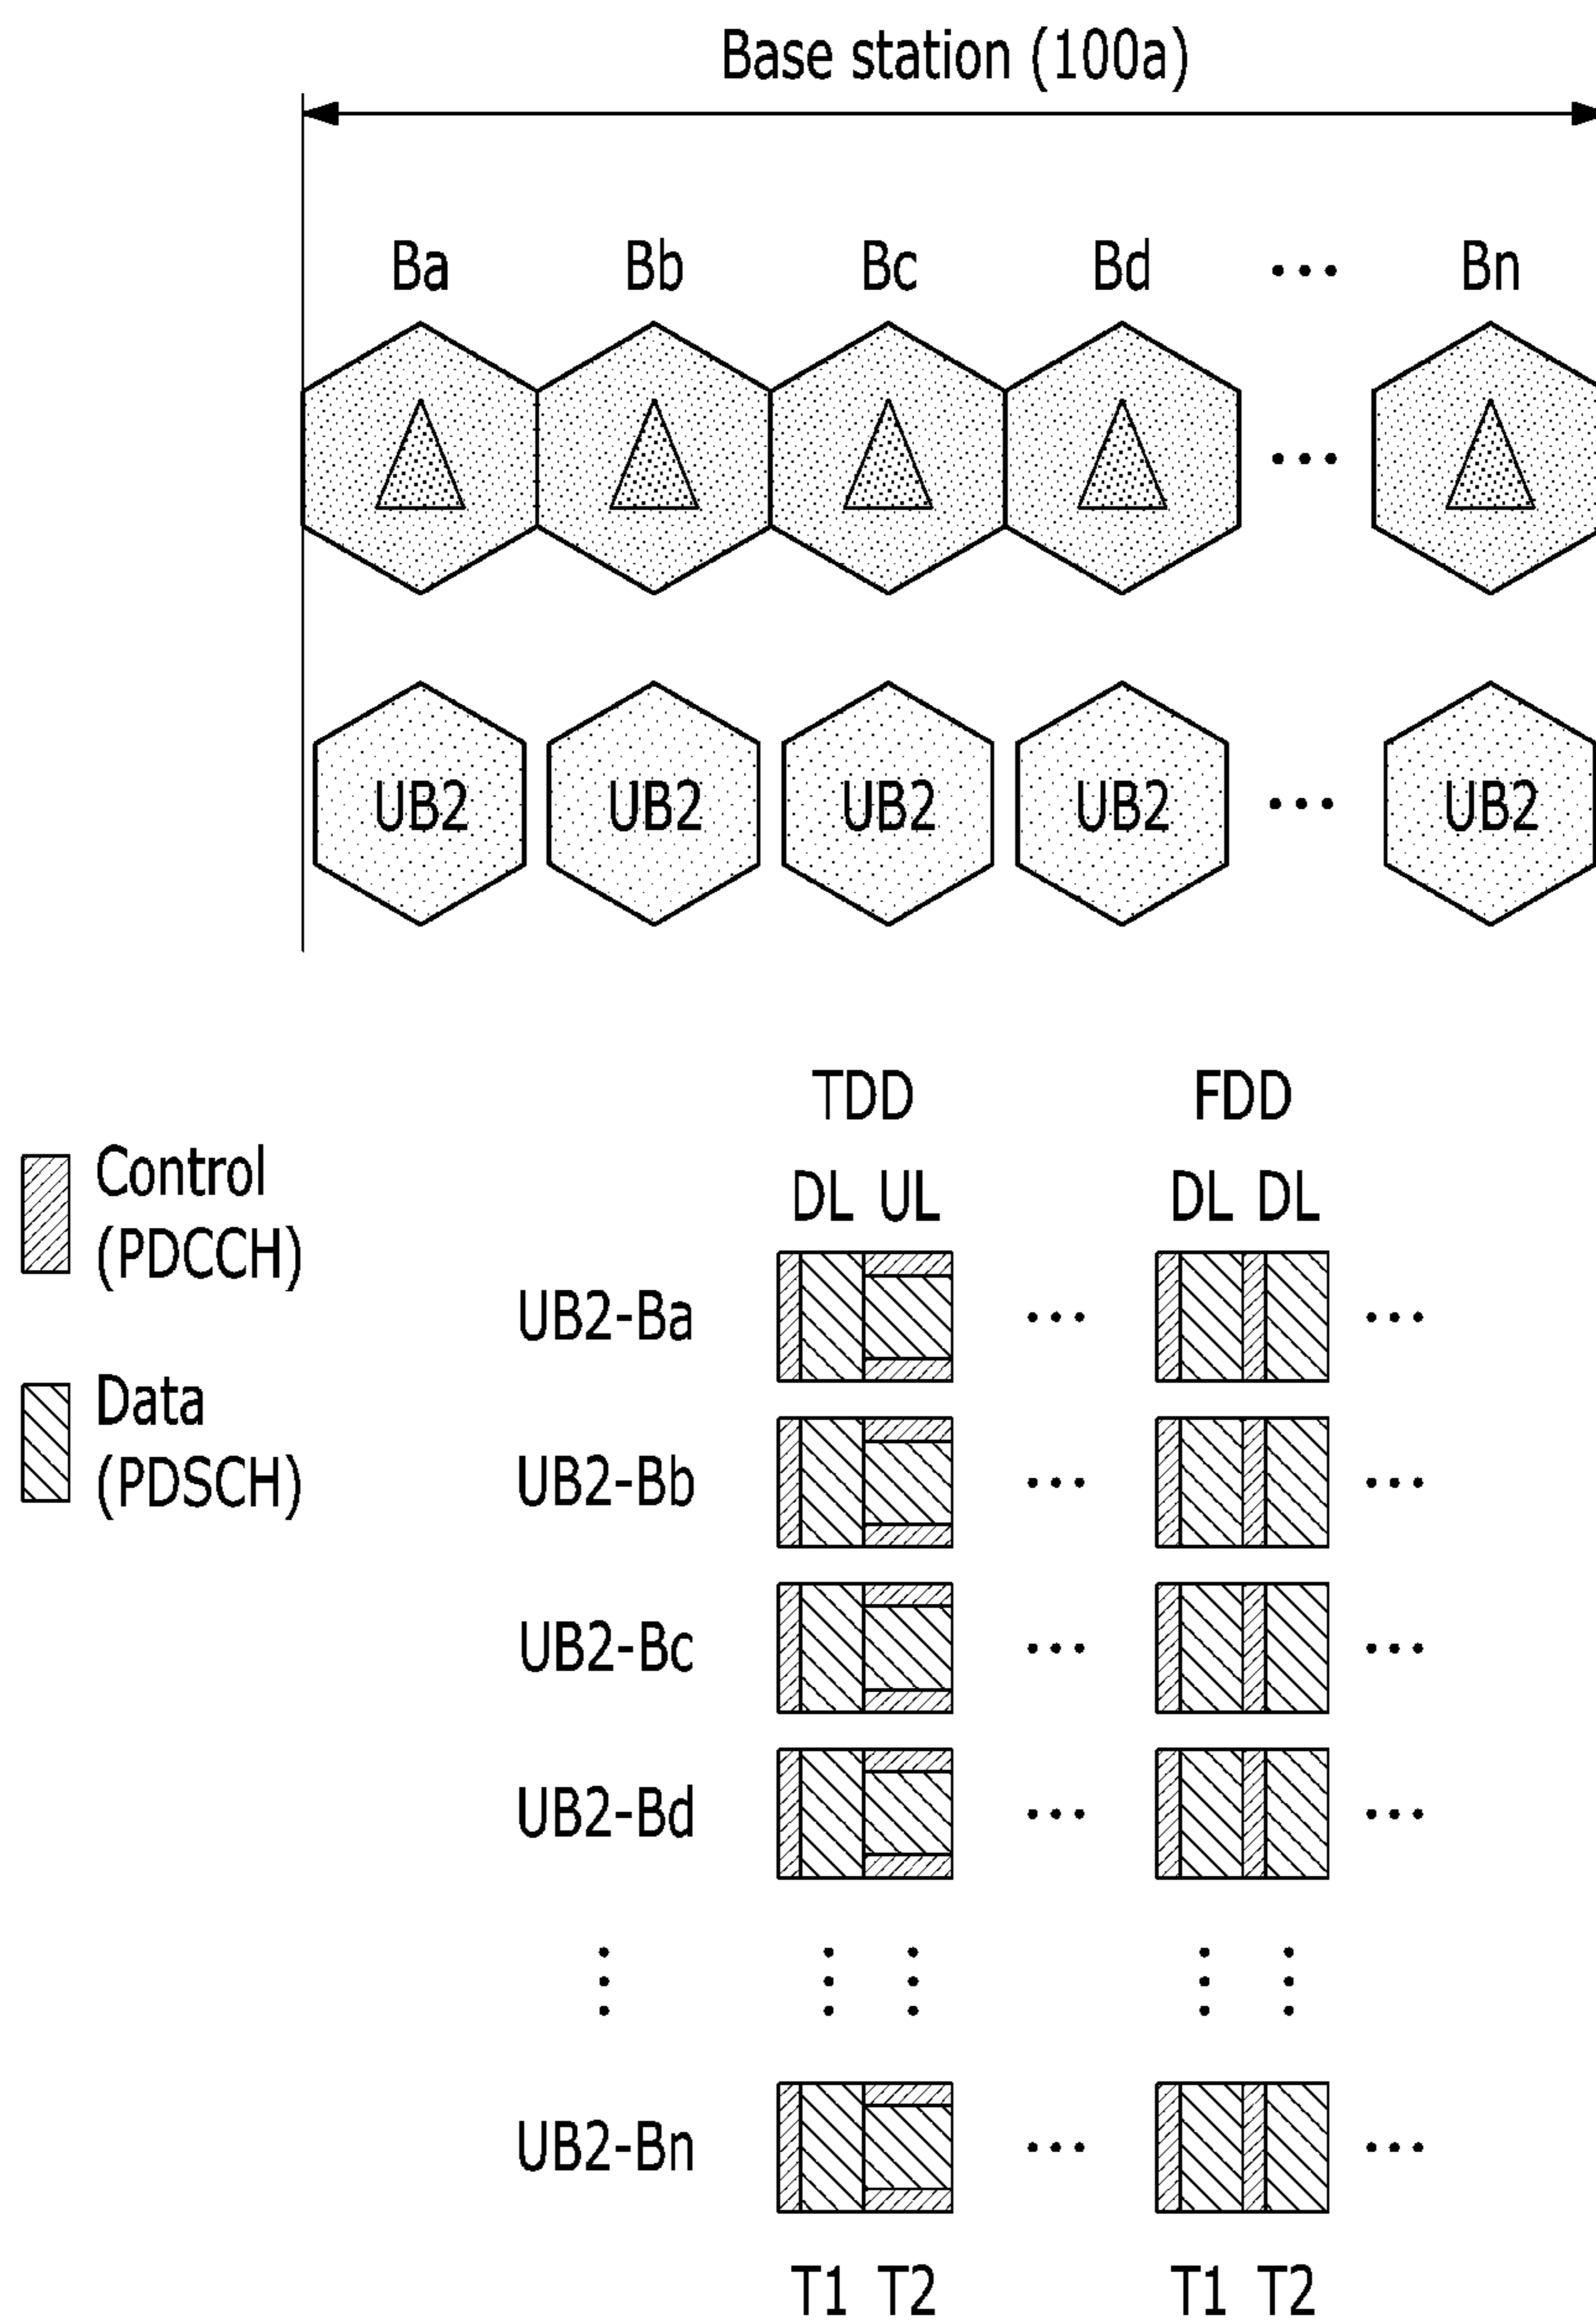 Base station (100a)
Ba Bb Bc Bd ... Bn
...
UB2 UB2 UB2 UB2 ... UB2
TDD FDD
DL UL DL DL
Control
(PDCCH)
Data
(PDSCH)
UB2-Ba ... ...
UB2-Bb ... ...
UB2-Bc ... ...
UB2-Bd ... ...
UB2-Bn ... ...
T1 T2 T1 T2